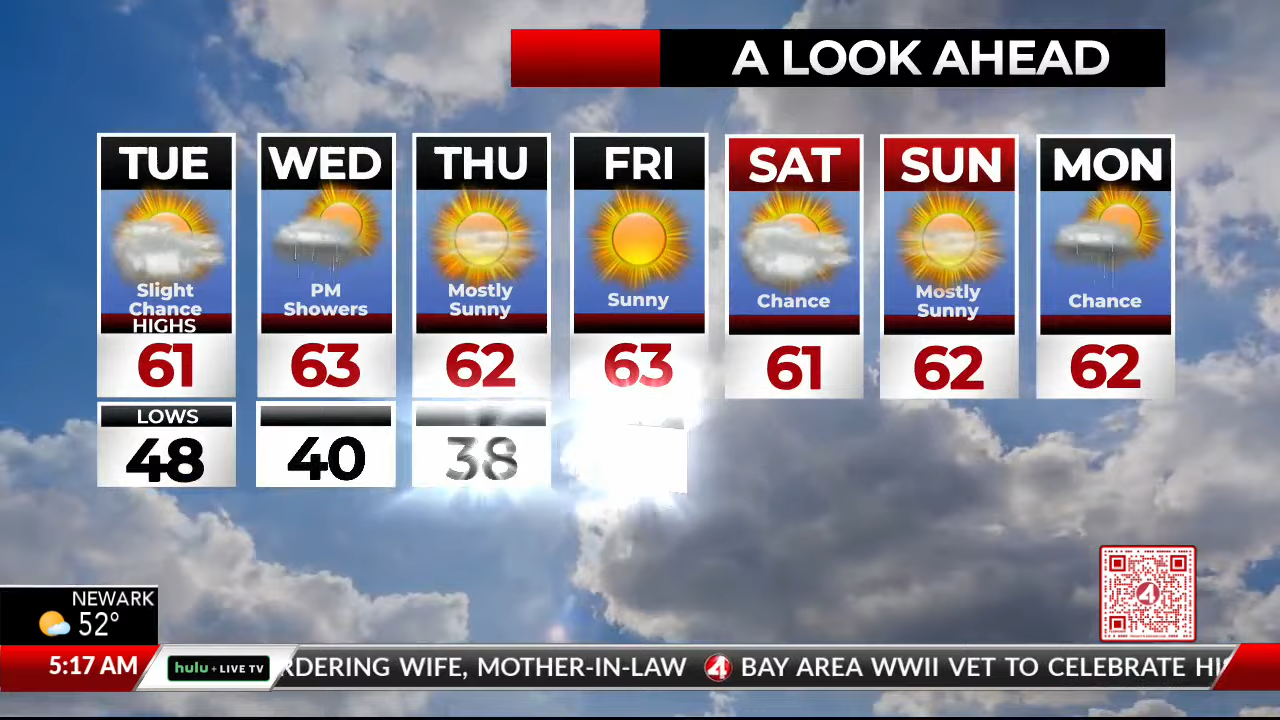 A LOOK AHEAD
TUE
WED
THU
FRI
SAT
SUN
MON
Slight
Chance
PM
Showers
Mostly
Sunny
Sunny
Chance
Mostly
Sunny
Chance
HIGHS
61
63
62
63
61
62
62
LOWS
48
40
38
NEWARK
52°
4
5:17 AM
hulu + LIVE TV
RDERING WIFE, MOTHER-IN-LAW 4 BAY AREA WWII VET TO CELEBRATE HIS